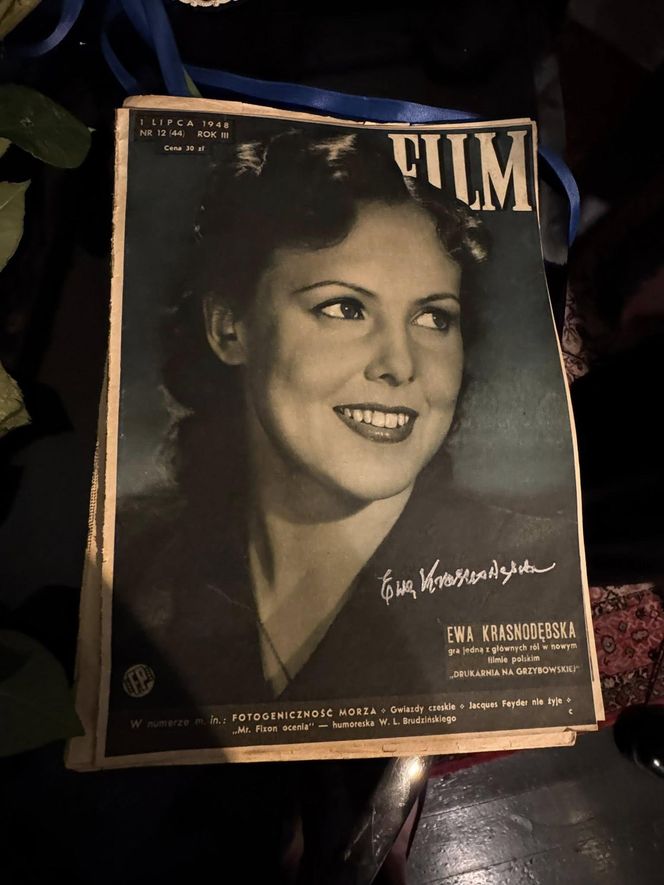 1 LIPCA 1948
NR 12 (44) ROK III
Cena 30 zł
FILM
Ewa Krasnodębska
EWA KRASNODĘBSKA
gra jedną z głównych ról w nowym
filmie polskim
„DRUKARNIA NA GRZYBOWSKIEJ"
FP
W numerze m. in.: FOTOGENICZNOŚĆ MORZA ◇ Gwiazdy czeskie ◇ Jacques Feyder nie żyje ◇
„Mr. Fixon ocenia" — humoreska W. L. Brudzińskiego
C